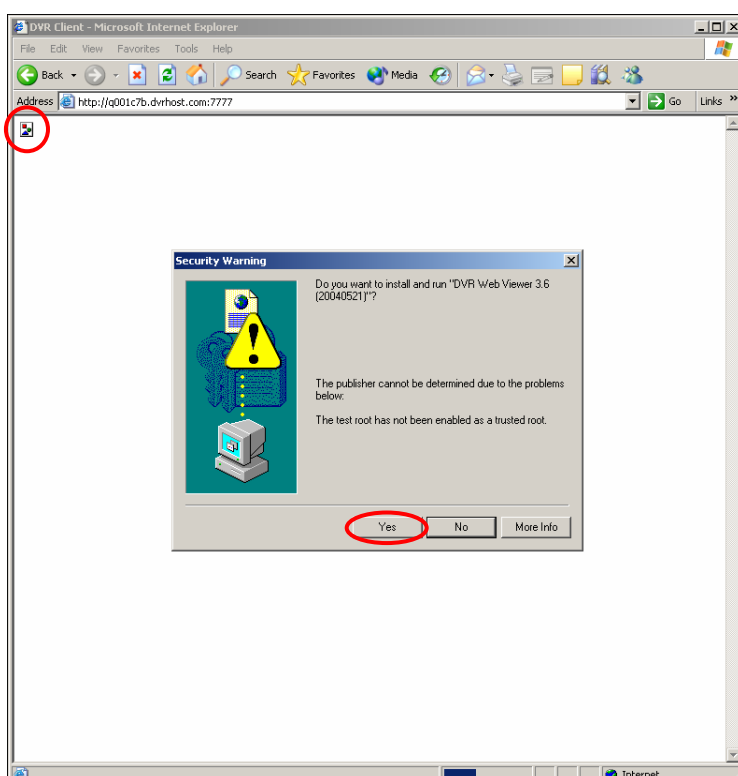 DVR Client - Microsoft Internet Explorer
File Edit View Favorites Tools Help
Back Search Favorites Media
Address http://q001c7b.dvrhost.com:7777 Go Links »
Security Warning
Do you want to install and run "DVR Web Viewer 3.6
(20040521)"?
The publisher cannot be determined due to the problems
below:
The test root has not been enabled as a trusted root.
Yes No More Info
Internet